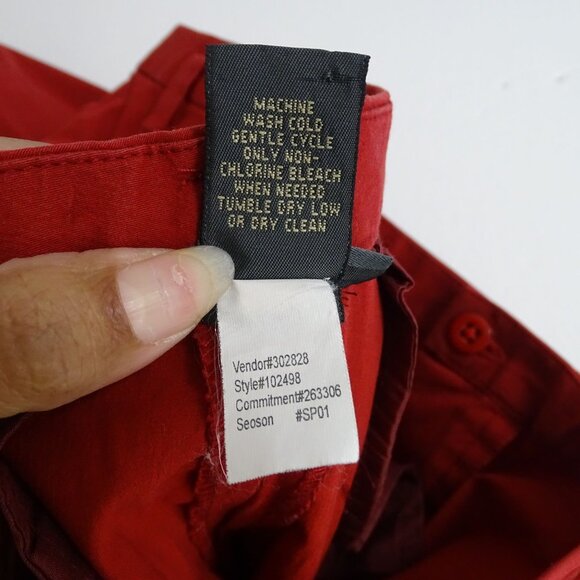 MACHINE
WASH COLD
GENTLE CYCLE
ONLY NON-
CHLORINE BLEACH
WHEN NEEDED
TUMBLE DRY LOW
OR DRY CLEAN
Vendor#302828
Style#102498
Commitment#263306
Seoson #SP01